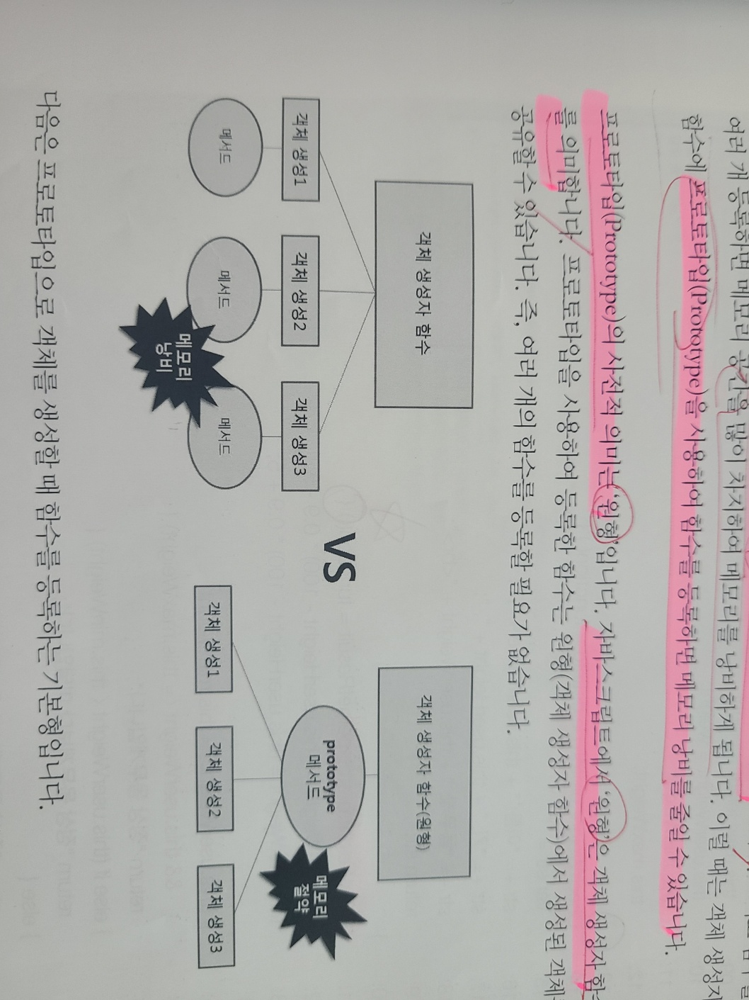 여러 개 등록하면 메모리 공간을 많이 차지하여 메모리를 낭비하게 됩니다. 이럴 때는 객체 생성자
함수에 프로토타입(Prototype)을 사용하여 함수를 등록하면 메모리 낭비를 줄일 수 있습니다.
프로토타입(Prototype)의 사전적 의미는 '원형'입니다. 자바스크립트에서 '원형'은 객체 생성자 함수
를 의미합니다. 프로토타입을 사용하여 등록한 함수는 원형(객체 생성자 함수)에서 생성된 객체
공유할 수 있습니다. 즉, 여러 개의 함수를 등록할 필요가 없습니다.
객체 생성자 함수
객체 생성1
객체 생성2
객체 생성3
메서드
메서드
메서드
메모리
낭비
VS
객체 생성자 함수(원형)
prototype
메서드
메모리
절약
객체 생성1
객체 생성2
객체 생성3
다음은 프로토타입으로 객체를 생성할 때 함수를 등록하는 기본형입니다.